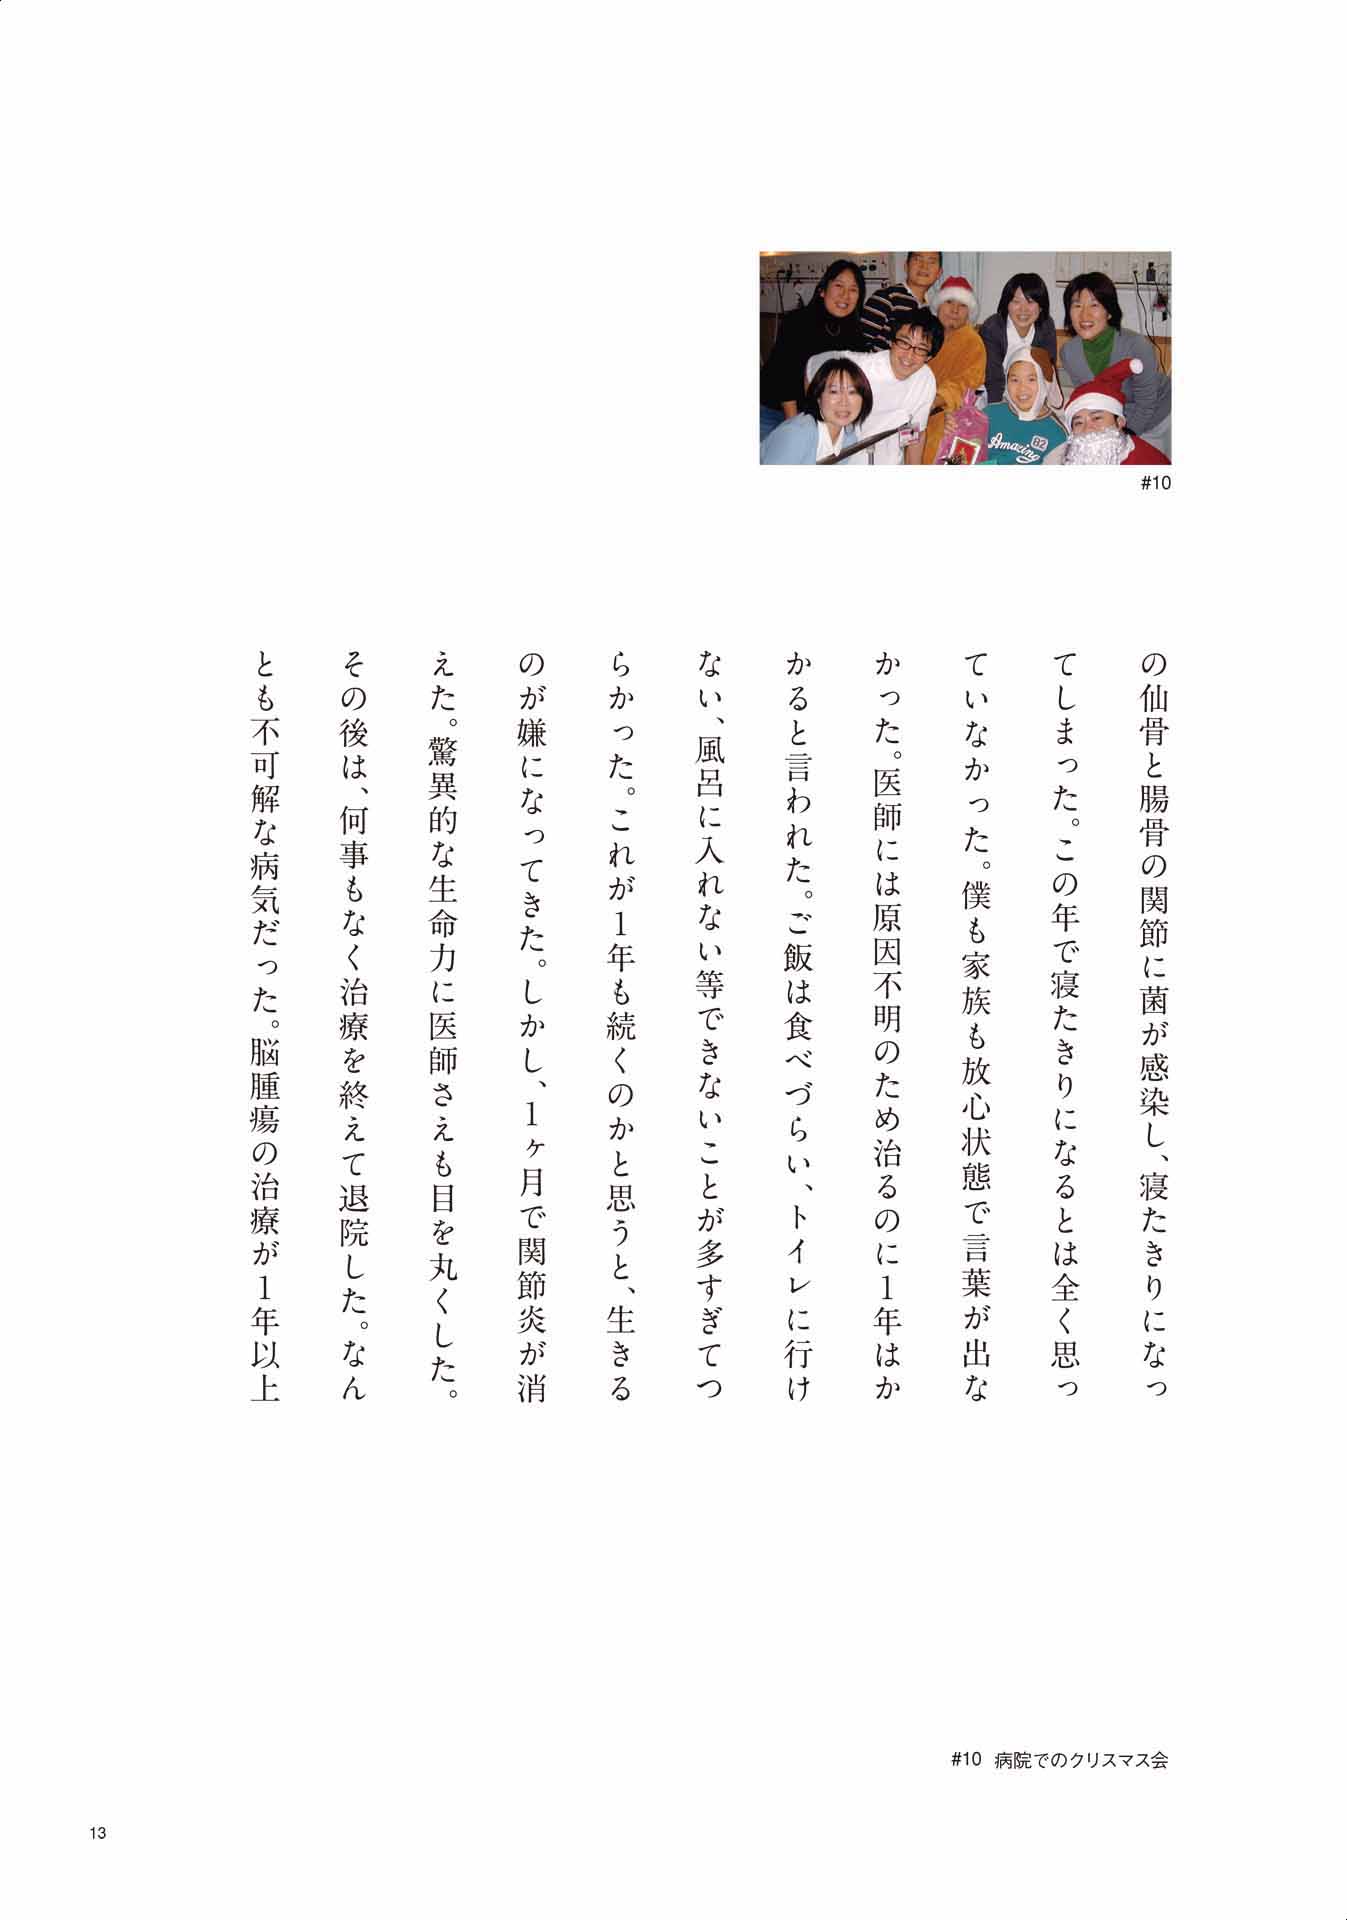 Amazing
82
#10
の仙骨と腸骨の関節に菌が感染し、寝たきりになっ
てしまった。この年で寝たきりになるとは全く思っ
ていなかった。僕も家族も放心状態で言葉が出な
かった。医師には原因不明のため治るのに1年はか
かると言われた。ご飯は食べづらい、トイレに行け
ない、風呂に入れない等できないことが多すぎてつ
らかった。これが1年も続くのかと思うと、生きる
のが嫌になってきた。しかし、1ヶ月で関節炎が消
えた。驚異的な生命力に医師さえも目を丸くした。
その後は、何事もなく治療を終えて退院した。なん
とも不可解な病気だった。脳腫瘍の治療が1年以上
#10 病院でのクリスマス会
13